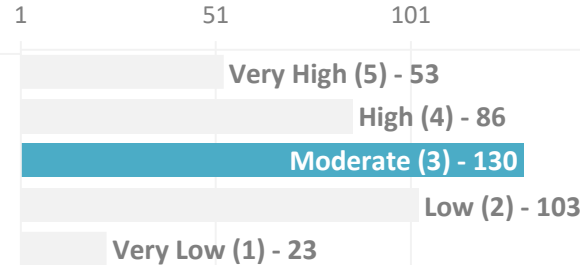 1 51 101
Very High (5) - 53
High (4) - 86
Moderate (3) - 130
Low (2) - 103
Very Low (1) - 23